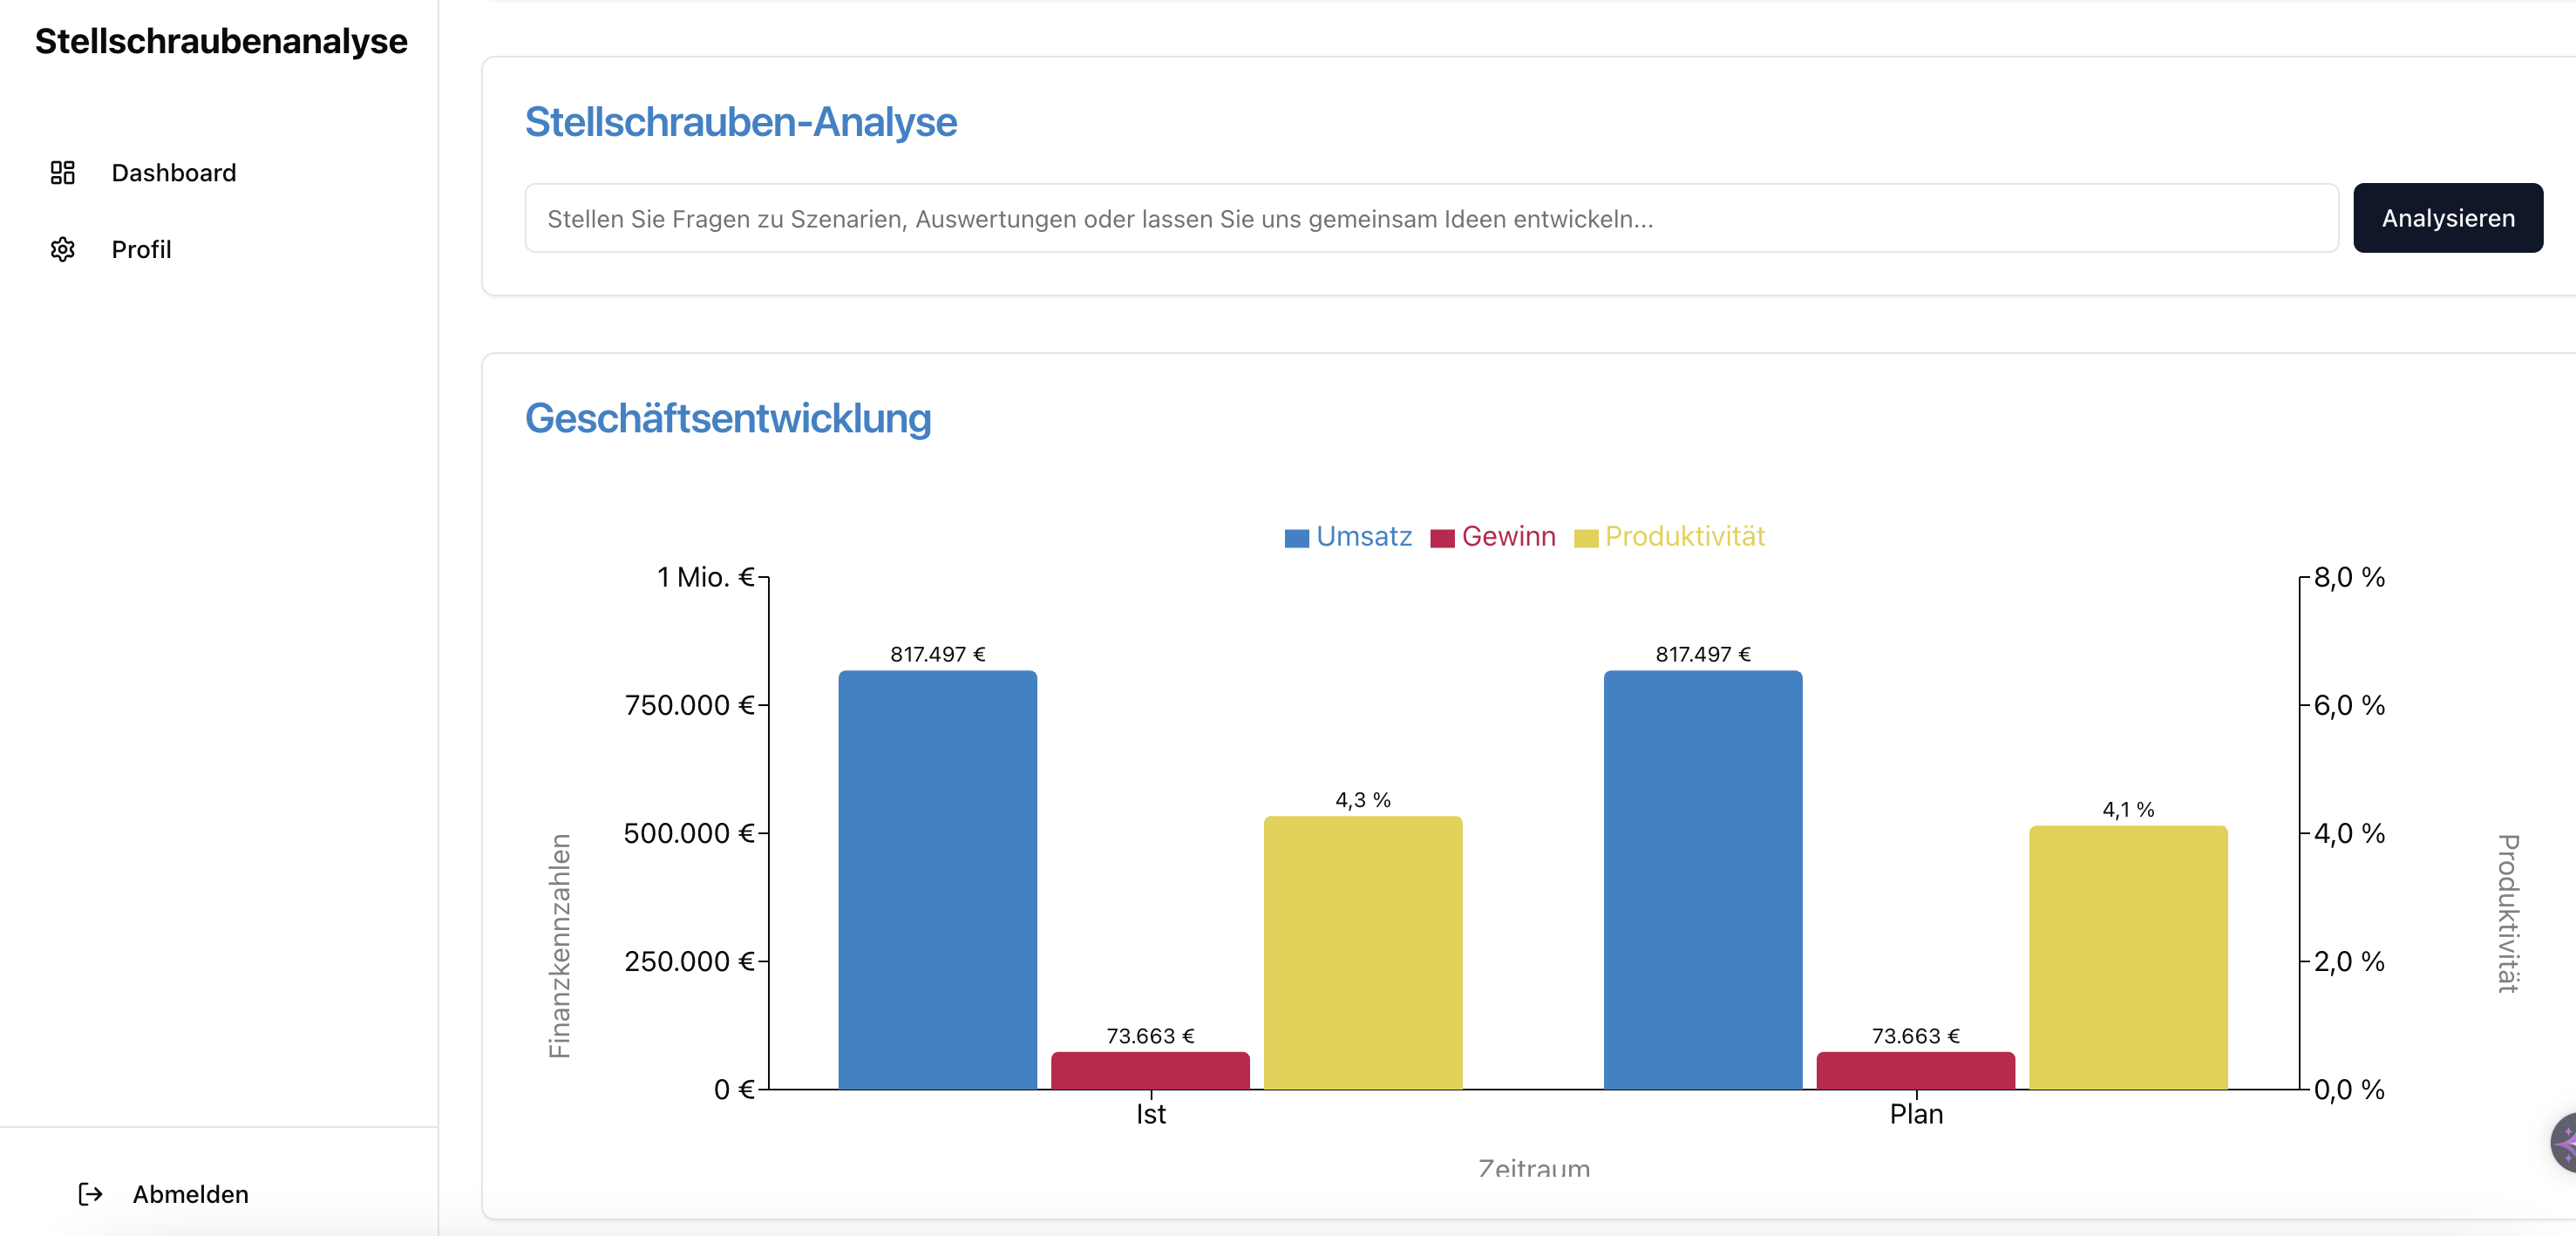 Stellschraubenanalyse
Dashboard
Profil
Abmelden
Stellschrauben-Analyse
Stellen Sie Fragen zu Szenarien, Auswertungen oder lassen Sie uns gemeinsam Ideen entwickeln...
Analysieren
Geschäftsentwicklung
Umsatz Gewinn Produktivität
Finanzkennzahlen
1 Mio. €
750.000 €
500.000 €
250.000 €
0 €
817.497 €
73.663 €
4,3 %
817.497 €
73.663 €
4,1 %
8,0 %
6,0 %
4,0 %
2,0 %
0,0 %
Produktivität
Ist
Plan
Zeitraum